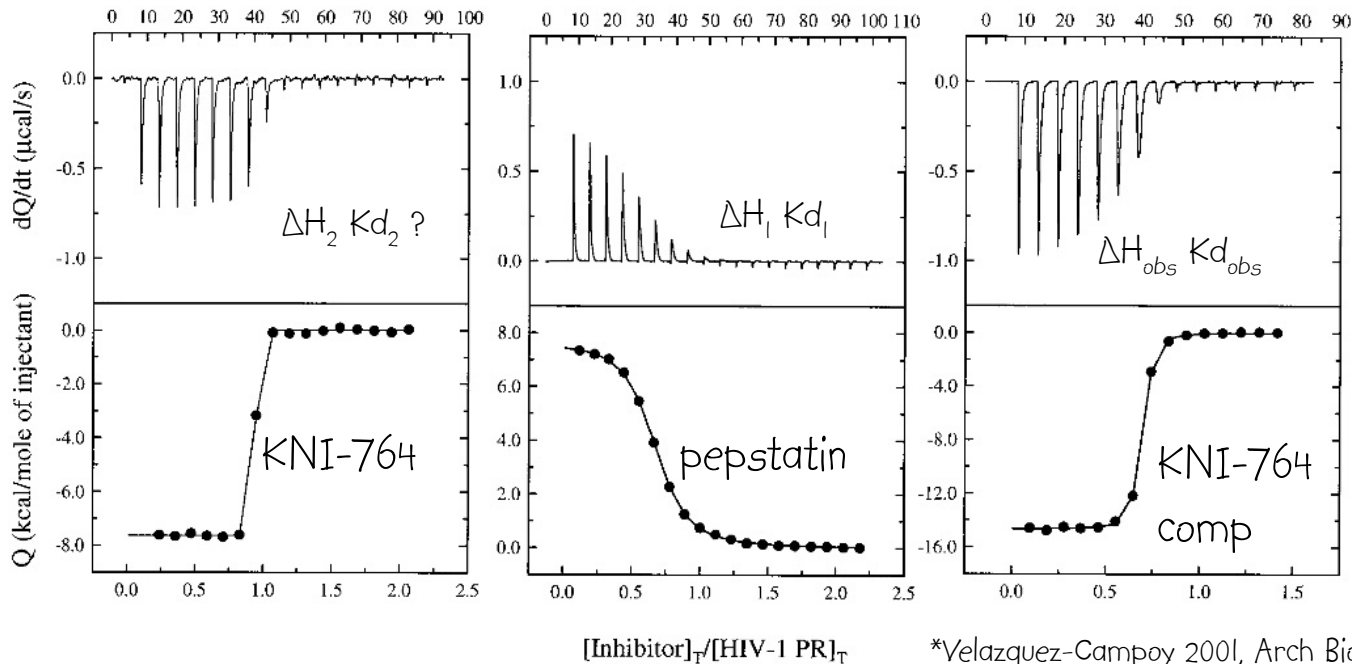 0 10 20 30 40 50 60 70 80 90 100
0 10 20 30 40 50 60 70 80 90 100 110
0 10 20 30 40 50 60 70 80 90
dQ/dt (μcal/s)
0.0
-0.5
-1.0
ΔH₂ Kd₂ ?
1.0
0.5
0.0
ΔH₁ Kd₁
0.0
-0.5
-1.0
ΔHobs Kdobs
Q (kcal/mole of injectant)
0.0
-2.0
-4.0
-6.0
-8.0
KNI-764
8.0
6.0
4.0
2.0
0.0
pepstatin
0.0
-4.0
-8.0
-12.0
-16.0
KNI-764
comp
0.0 0.5 1.0 1.5 2.0 2.5
0.0 0.5 1.0 1.5 2.0 2.5
0.0 0.5 1.0 1.5 2.0
[Inhibitor]T/[HIV-1 PR]T
*Velazquez-Campoy 2001, Arch Bio